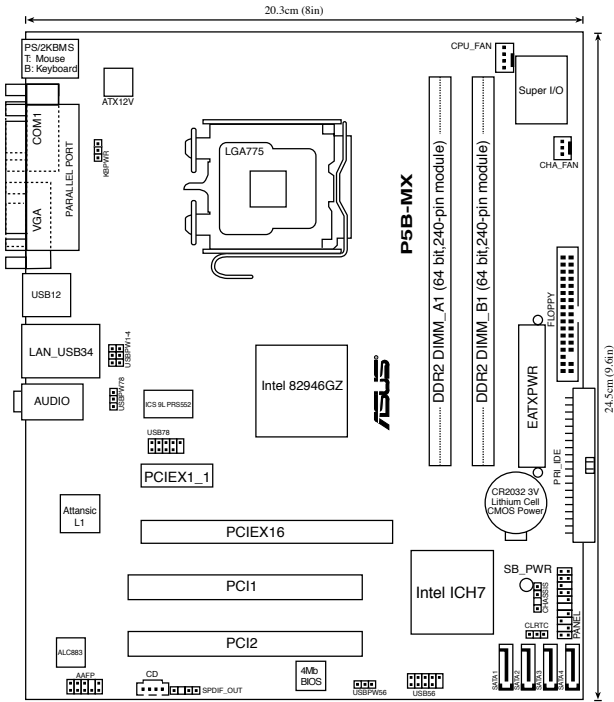 20.3cm (8in)
PS/2KBMS
T: Mouse
B: Keyboard
ATX12V
CPU_FAN
Super I/O
CHA_FAN
COM1
PARALLEL PORT
VGA
KBPWR
LGA775
P5B-MX
DDR2 DIMM_A1 (64 bit,240-pin module)
DDR2 DIMM_B1 (64 bit,240-pin module)
FLOPPY
24.5cm (9.6in)
USB12
LAN_USB34
USBPW1-4
USBPW78
AUDIO
ICS 9LPRS552
Intel 82946GZ
ASUS®
EATXPWR
PRI_IDE
USB78
PCIEX1_1
CR2032 3V
Lithium Cell
CMOS Power
Attansic
L1
PCIEX16
Intel ICH7
SB_PWR
CHASSIS
PANEL
PCI1
CLRTC
PCI2
ALC883
4Mb
BIOS
SATA1
SATA2
SATA3
SATA4
AAFP
CD
SPDIF_OUT
USBPW56
USB56